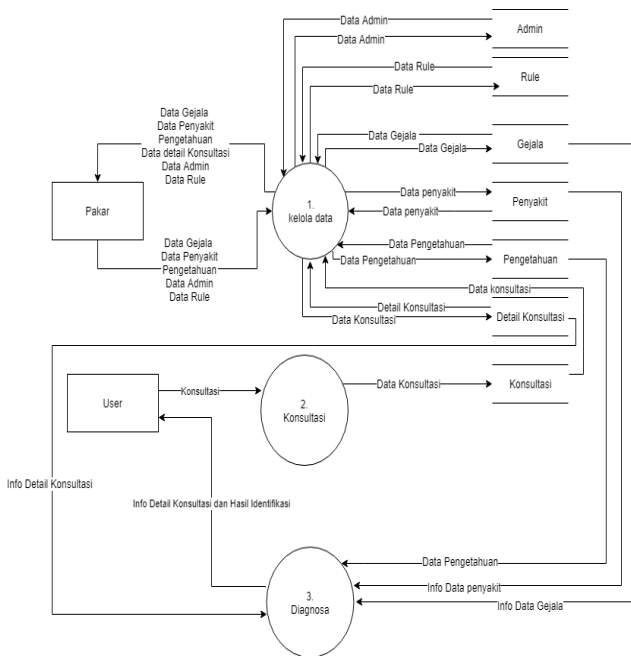 Data Admin
Data Admin
Admin
Data Rule
Data Rule
Rule
Data Gejala
Data Penyakit
Pengetahuan
Data detail Konsultasi
Data Admin
Data Rule
Data Gejala
Data Gejala
Gejala
Pakar
1.
kelola data
Data penyakit
Data penyakit
Penyakit
Data Gejala
Data Penyakit
Pengetahuan
Data Admin
Data Rule
Data Pengetahuan
Data Pengetahuan
Pengetahuan
Data konsultasi
Detail Konsultasi
Data Konsultasi
Detail Konsultasi
User
Konsultasi
2.
Konsultasi
Data Konsultasi
Konsultasi
Info Detail Konsultasi
Info Detail Konsultasi dan Hasil Identifikasi
3.
Diagnosa
Data Pengetahuan
Info Data penyakit
Info Data Gejala